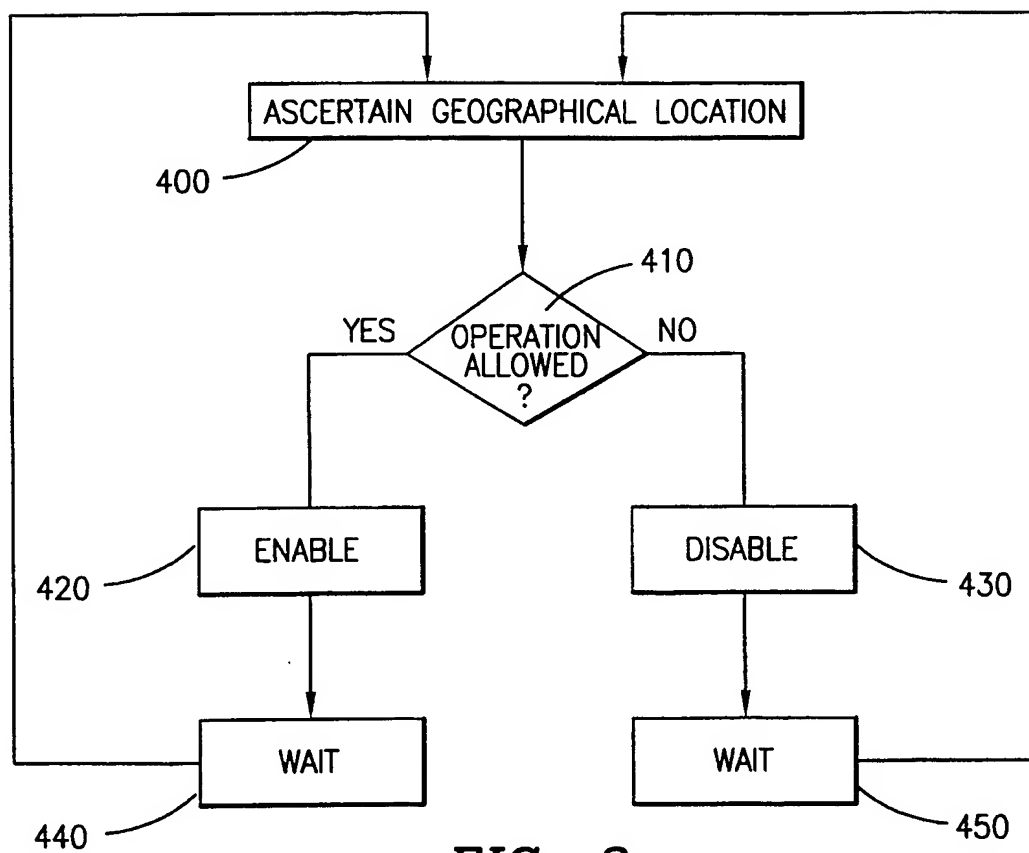 ASCERTAIN GEOGRAPHICAL LOCATION
400
410
YES
OPERATION
ALLOWED
?
NO
ENABLE
420
DISABLE
430
WAIT
440
WAIT
450